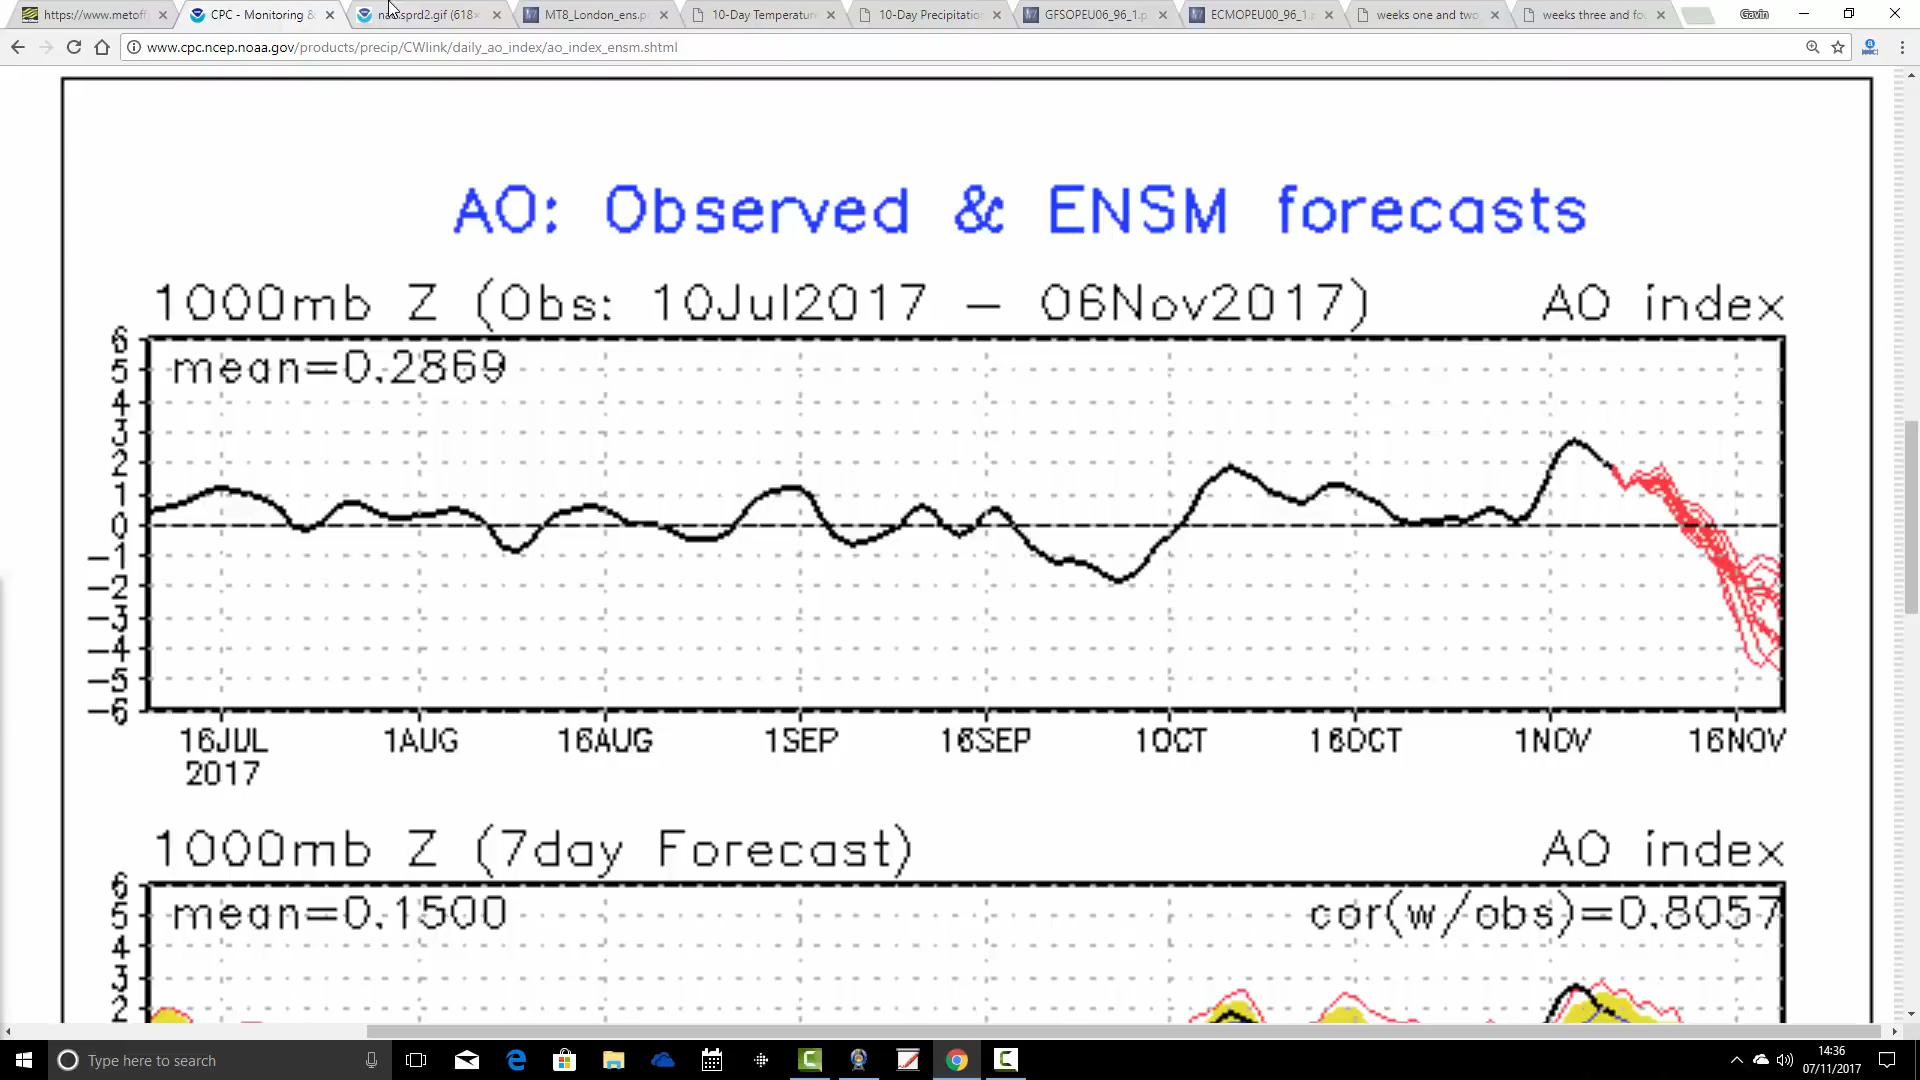 https://www.metoff
CPC - Monitoring &
MT8_London_ens.p
10-Day Temperatur
10-Day Precipitatio
GFSOPEU06_96_1.p
ECMOPEU00_96_1.p
weeks one and two
weeks three and fo
Gavin
www.cpc.ncep.noaa.gov/products/precip/CWlink/daily_ao_index/ao_index_ensm.shtml
AO: Observed & ENSM forecasts
1000mb Z (Obs: 10Jul2017 – 06Nov2017) AO index
mean=0.2869
6
5
4
3
2
1
0
-1
-2
-3
-4
-5
-6
16JUL 1AUG 16AUG 1SEP 16SEP 1OCT 16OCT 1NOV 16NOV
2017
1000mb Z (7day Forecast) AO index
mean=0.1500 cor(w/obs)=0.8057
6
5
4
3
2
Type here to search
14:36
07/11/2017